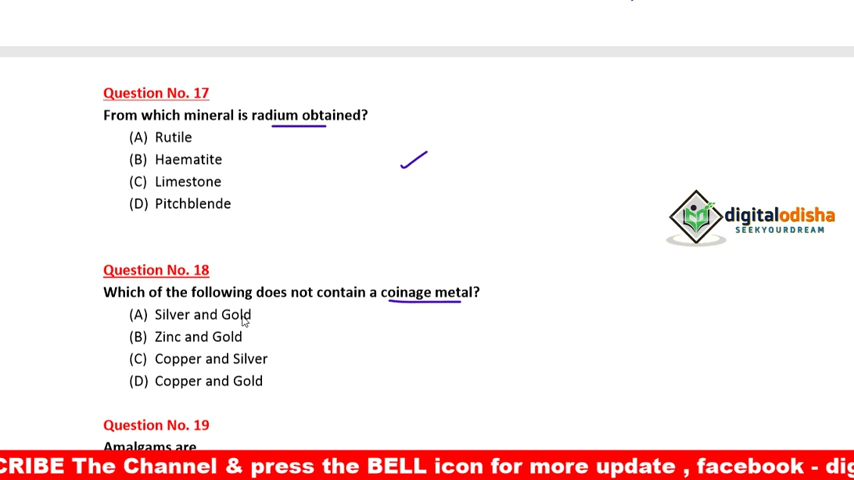 Question No. 17
From which mineral is radium obtained?
(A) Rutile
(B) Haematite
(C) Limestone
(D) Pitchblende
digitalodisha
SEEKYOURDREAM
Question No. 18
Which of the following does not contain a coinage metal?
(A) Silver and Gold
(B) Zinc and Gold
(C) Copper and Silver
(D) Copper and Gold
Question No. 19
Amalgams are
CRIBE The Channel & press the BELL icon for more update , facebook - dig